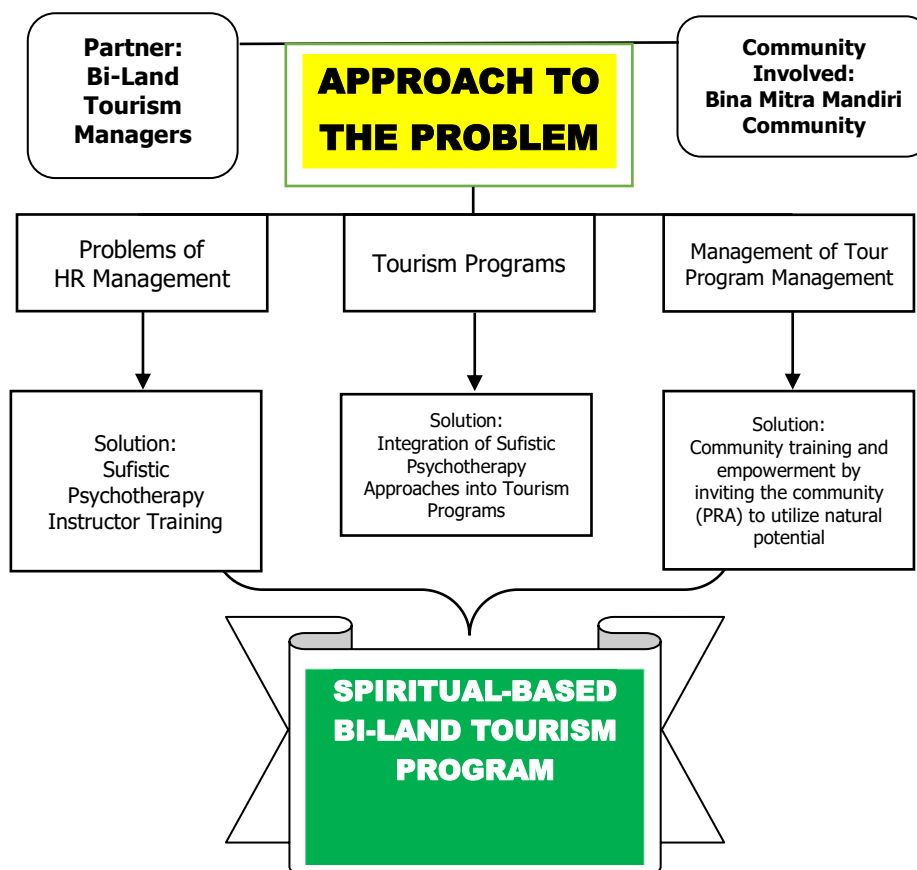 Partner:
Bi-Land
Tourism
Managers
APPROACH TO
THE PROBLEM
Community
Involved:
Bina Mitra Mandiri
Community
Problems of
HR Management
Tourism Programs
Management of Tour
Program Management
Solution:
Sufistic
Psychotherapy
Instructor Training
Solution:
Integration of Sufistic
Psychotherapy
Approaches into Tourism
Programs
Solution:
Community training and
empowerment by
inviting the community
(PRA) to utilize natural
potential
SPIRITUAL-BASED
BI-LAND TOURISM
PROGRAM